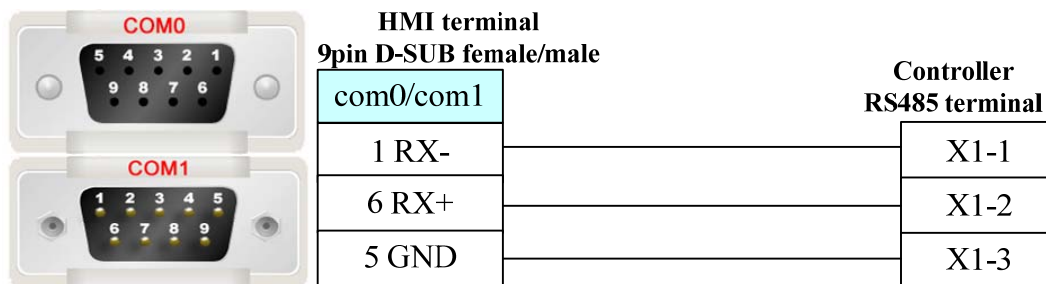 COM0
5 4 3 2 1
9 8 7 6
COM1
1 2 3 4 5
6 7 8 9
HMI terminal
9pin D-SUB female/male
com0/com1
1 RX-
6 RX+
5 GND
Controller
RS485 terminal
X1-1
X1-2
X1-3